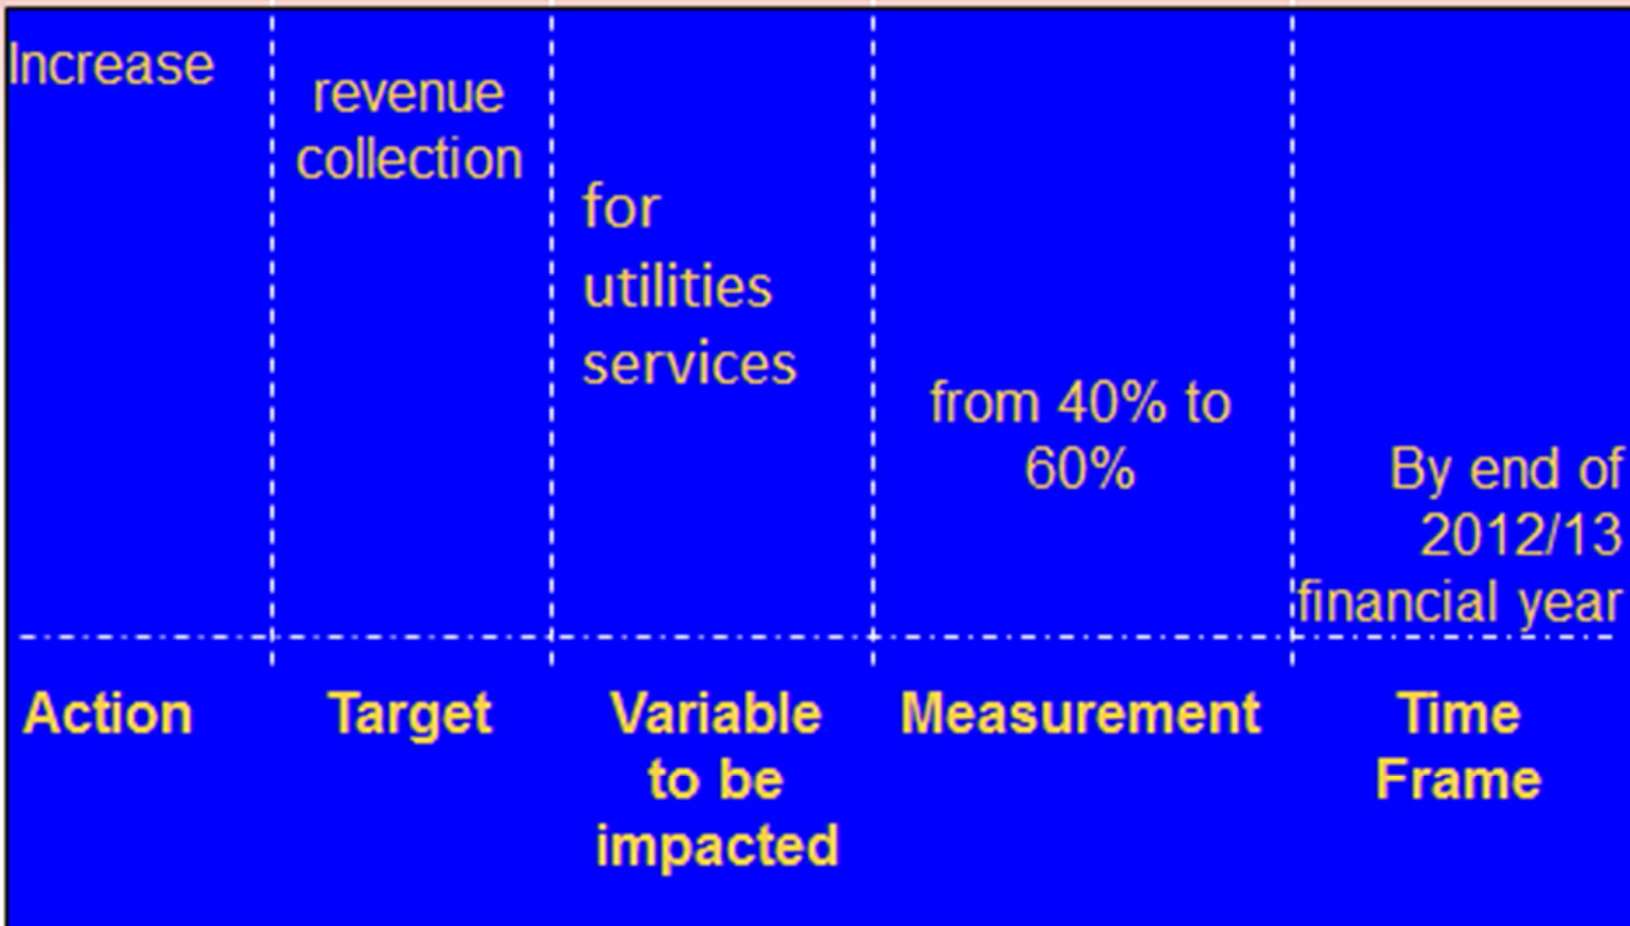 Increase
revenue
collection
for
utilities
services
from 40% to
60%
By end of
2012/13
financial year
Action
Target
Variable
to be
impacted
Measurement
Time
Frame